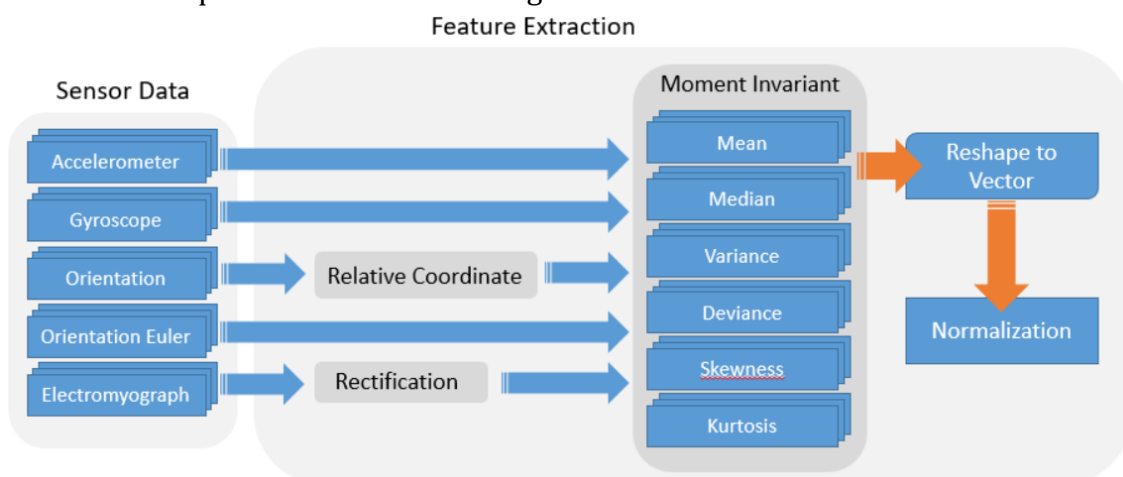 Feature Extraction
Sensor Data
Accelerometer
Gyroscope
Orientation
Orientation Euler
Electromyograph
Relative Coordinate
Rectification
Moment Invariant
Mean
Median
Variance
Deviance
Skewness
Kurtosis
Reshape to
Vector
Normalization